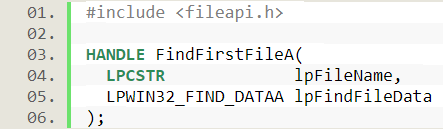 01. #include <fileapi.h>
02.
03. HANDLE FindFirstFileA(
04.   LPCSTR             lpFileName,
05.   LPWIN32_FIND_DATAA lpFindFileData
06. );